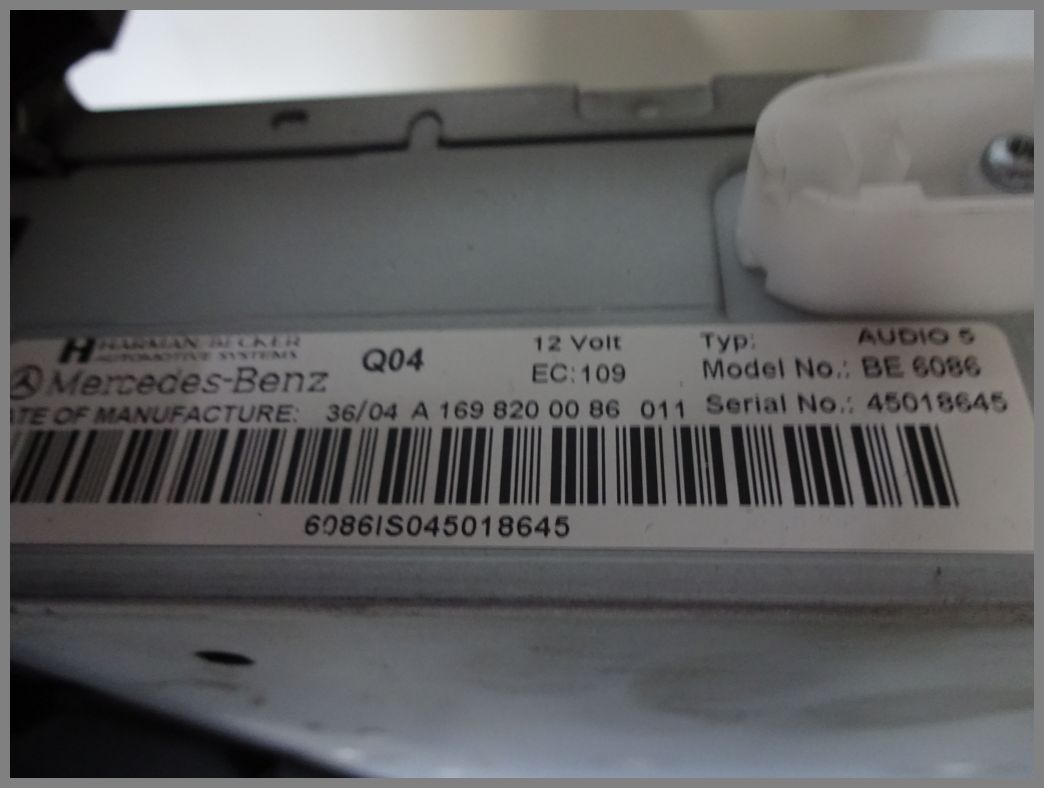 HARMAN/BECKER
AUTOMOTIVE SYSTEMS
Mercedes-Benz
Q04
12 Volt
EC:109
Typ: AUDIO 5
Model No.: BE 6086
ATE OF MANUFACTURE: 36/04 A 169 820 00 86 011 Serial No.: 45018645
6086IS045018645